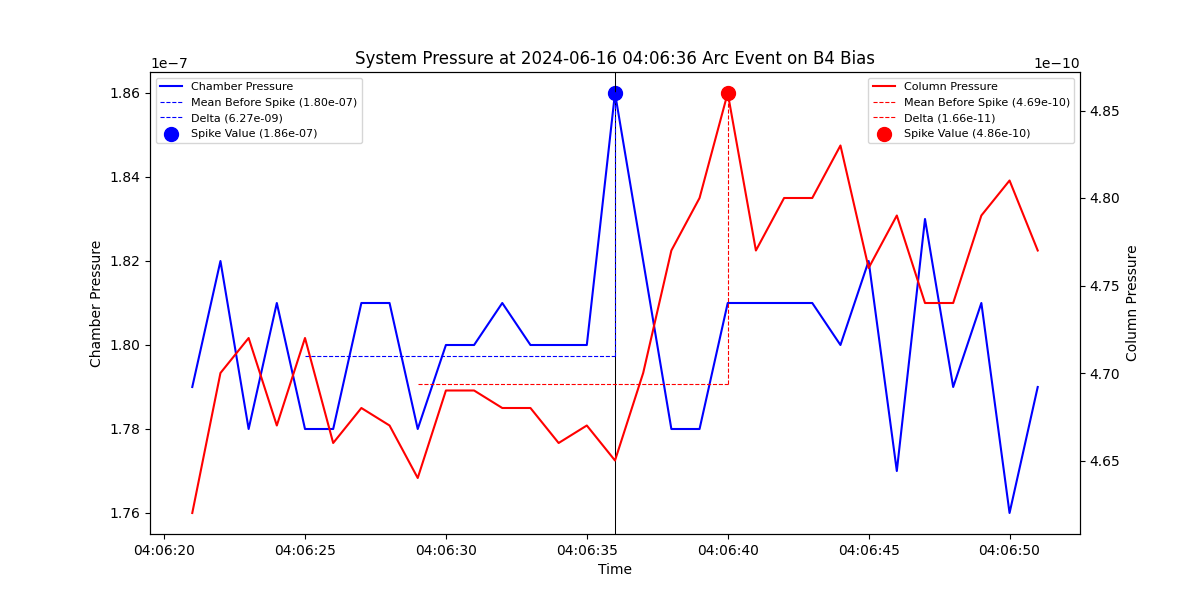 System Pressure at 2024-06-16 04:06:36 Arc Event on B4 Bias
1e−7
1e−10
Chamber Pressure
Mean Before Spike (1.80e-07)
Delta (6.27e-09)
Spike Value (1.86e-07)
Column Pressure
Mean Before Spike (4.69e-10)
Delta (1.66e-11)
Spike Value (4.86e-10)
Chamber Pressure
1.86
1.84
1.82
1.80
1.78
1.76
4.85
4.80
4.75
4.70
4.65
Column Pressure
04:06:20 04:06:25 04:06:30 04:06:35 04:06:40 04:06:45 04:06:50
Time